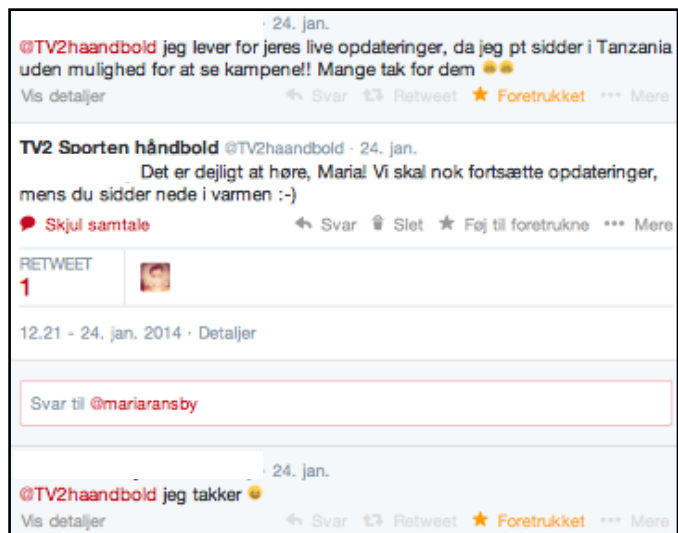 · 24. jan.
@TV2haandbold jeg lever for jeres live opdateringer, da jeg pt sidder i Tanzania
uden mulighed for at se kampene!! Mange tak for dem
Vis detaljer Svar Retweet Foretrukket Mere
TV2 Sporten håndbold @TV2haandbold · 24. jan.
Det er dejligt at høre, Maria! Vi skal nok fortsætte opdateringer,
mens du sidder nede i varmen :-)
Skjul samtale Svar Slet Føj til foretrukne Mere
RETWEET
1
12.21 - 24. jan. 2014 · Detaljer
Svar til @mariaransby
· 24. jan.
@TV2haandbold jeg takker
Vis detaljer Svar Retweet Foretrukket Mere